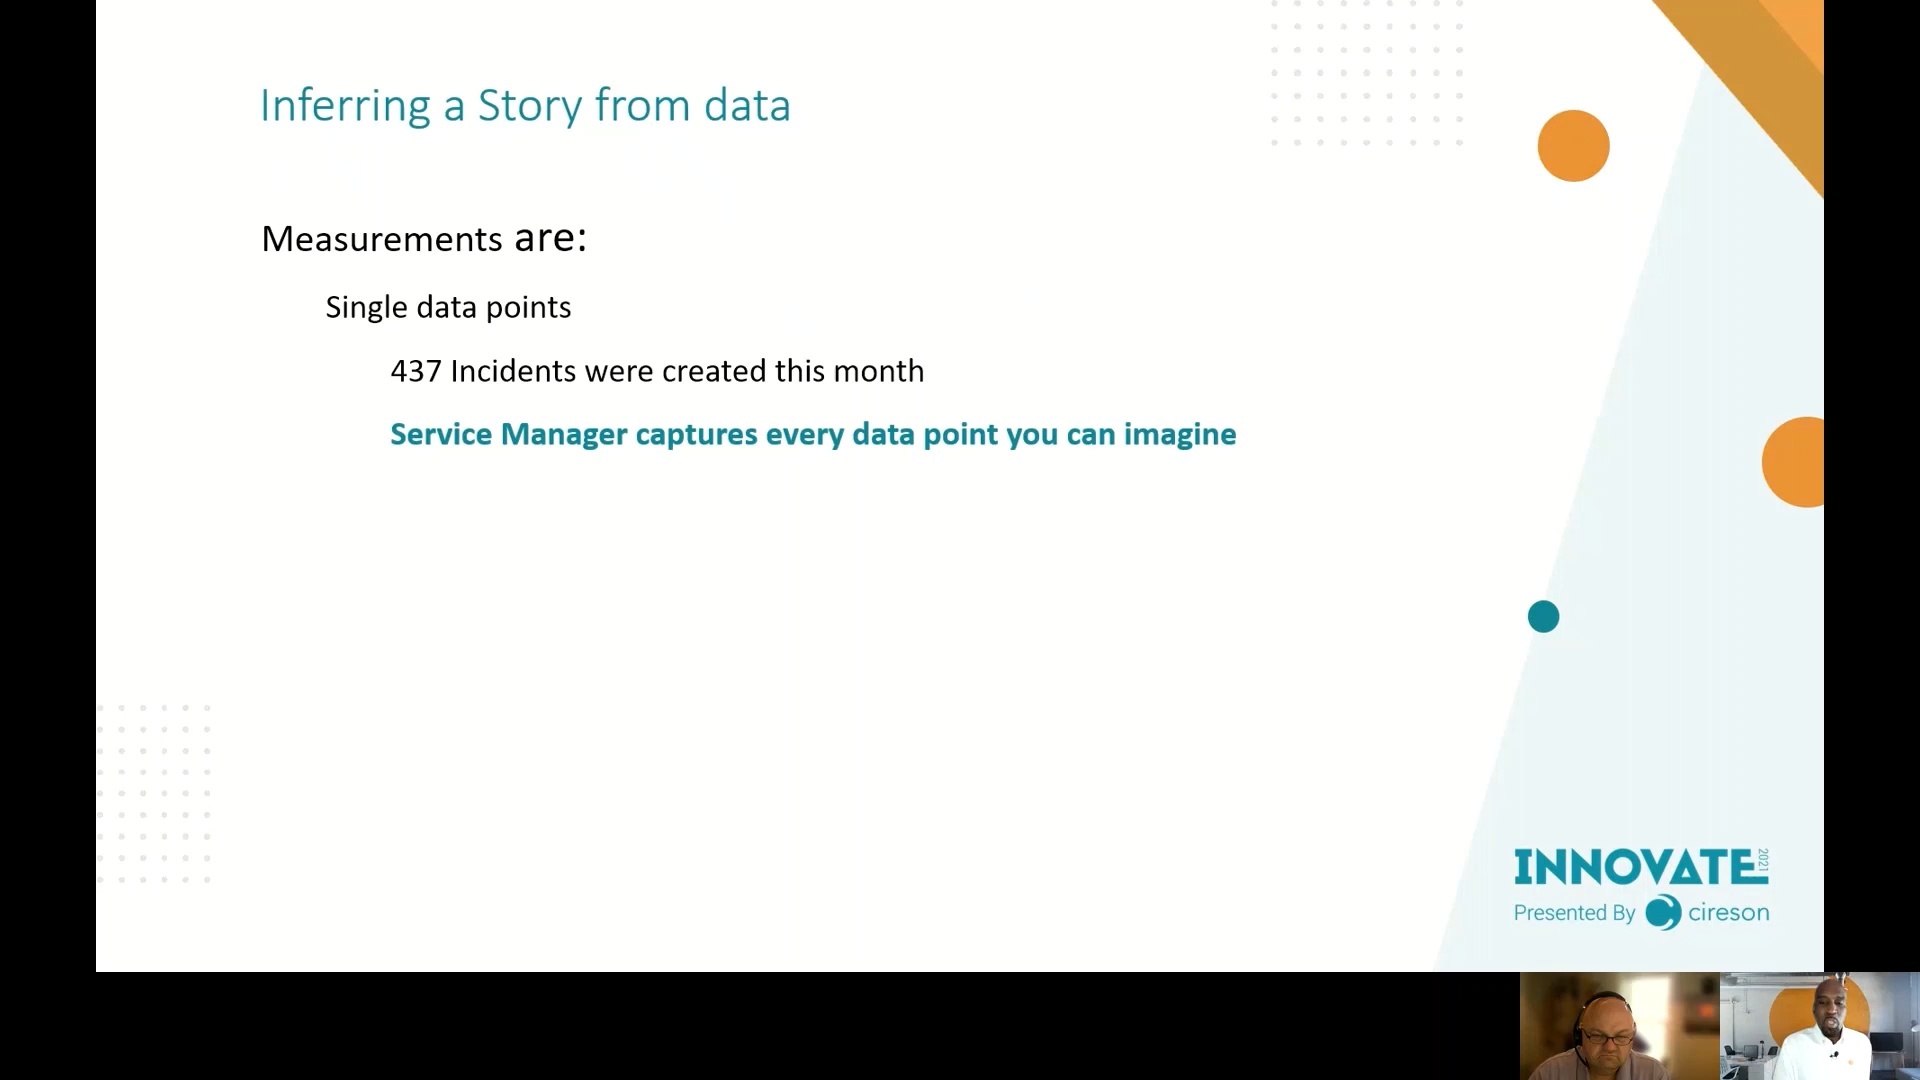 Inferring a Story from data
Measurements are:
Single data points
437 Incidents were created this month
Service Manager captures every data point you can imagine
INNOVATE 2021
Presented By cireson